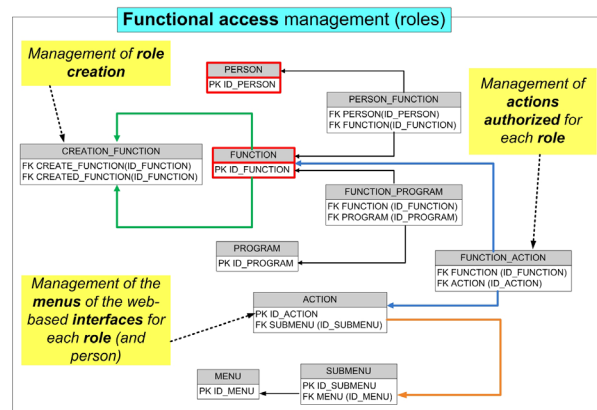 Functional access management (roles)
Management of role
creation
PERSON
PK ID_PERSON
PERSON_FUNCTION
FK PERSON(ID_PERSON)
FK FUNCTION(ID_FUNCTION)
Management of
actions
authorized for
each role
CREATION_FUNCTION
FK CREATE_FUNCTION(ID_FUNCTION)
FK CREATED_FUNCTION(ID_FUNCTION)
FUNCTION
PK ID_FUNCTION
FUNCTION_PROGRAM
FK FUNCTION (ID_FUNCTION)
FK PROGRAM (ID_PROGRAM)
PROGRAM
PK ID_PROGRAM
FUNCTION_ACTION
FK FUNCTION (ID_FUNCTION)
FK ACTION (ID_ACTION)
Management of the
menus of the web-
based interfaces for
each role (and
person)
ACTION
PK ID_ACTION
FK SUBMENU (ID_SUBMENU)
MENU
PK ID_MENU
SUBMENU
PK ID_SUBMENU
FK MENU (ID_MENU)